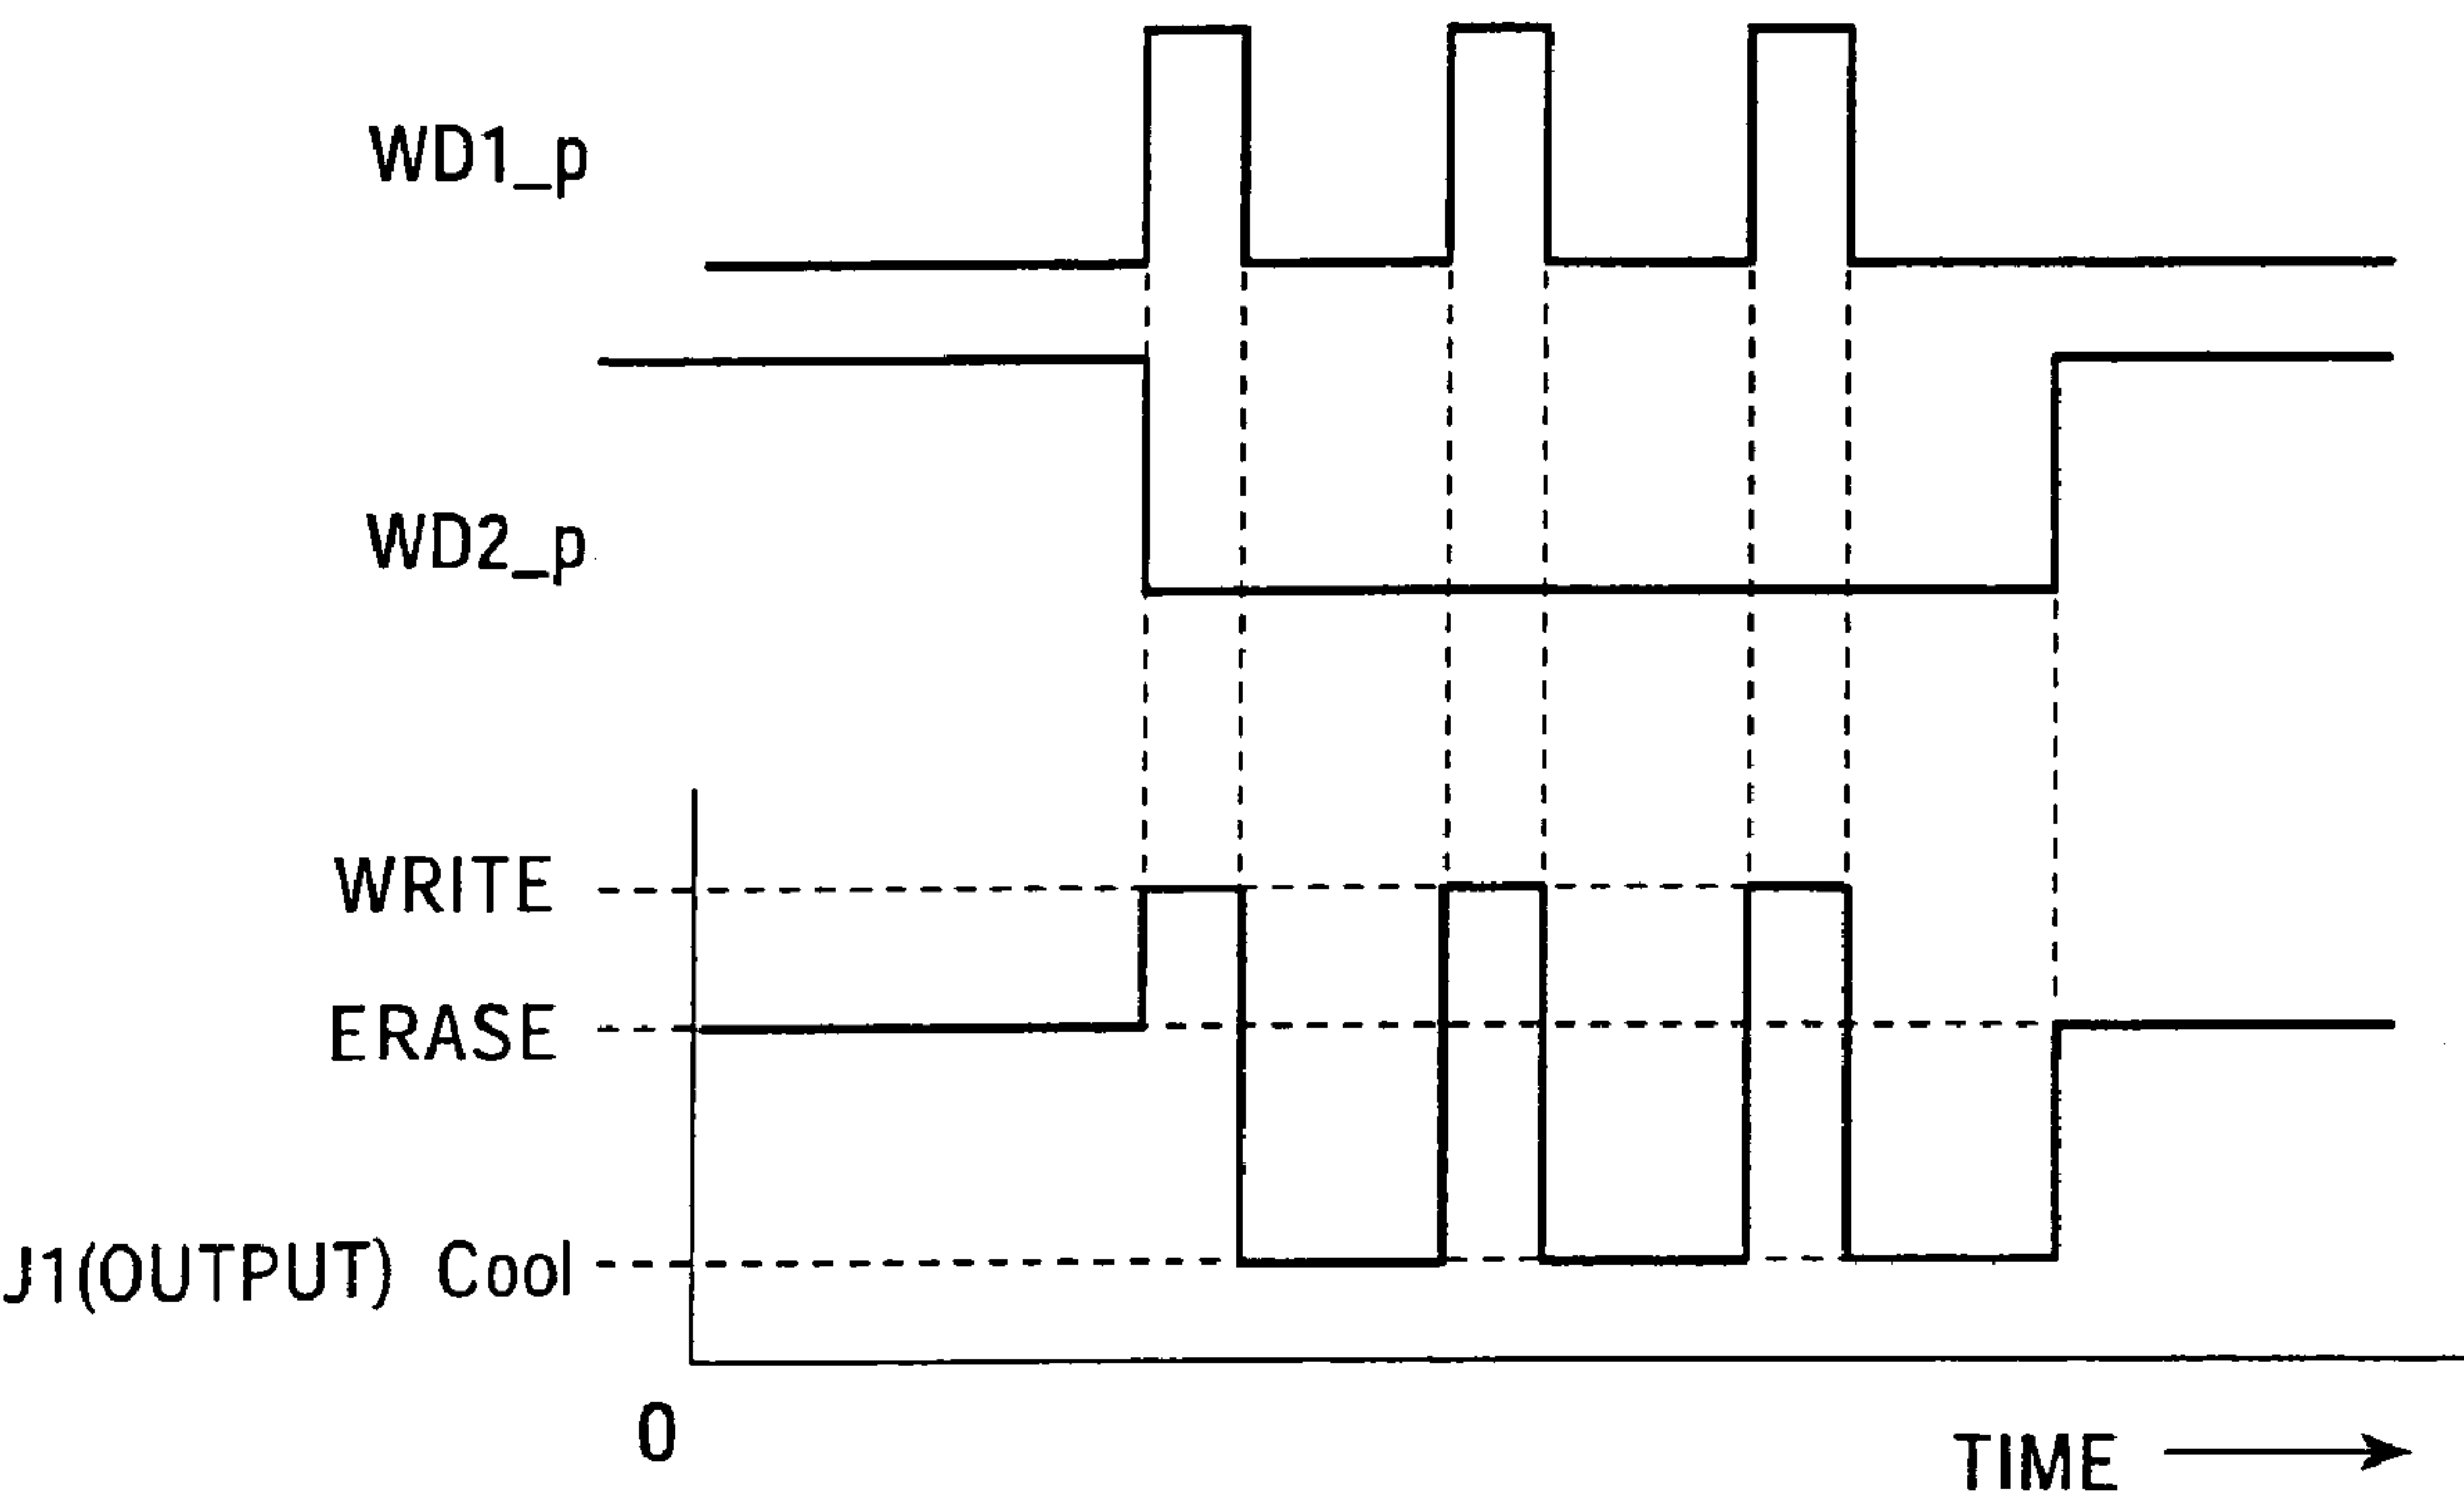 WD1_p
WD2_p
WRITE
ERASE
J1(OUTPUT) Cool
0
TIME